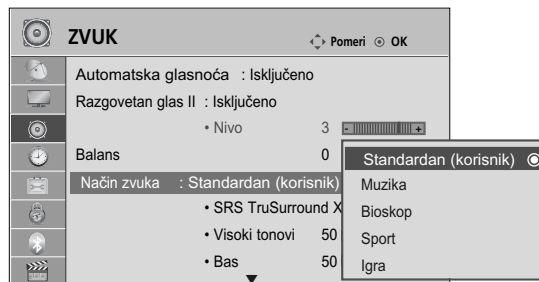 ZVUK
Pomeri OK
Automatska glasnoća : Isključeno
Razgovetan glas II : Isključeno
• Nivo 3 - +
Balans 0
Način zvuka : Standardan (korisnik)
• SRS TruSurround X
• Visoki tonovi 50
• Bas 50
Standardan (korisnik)
Muzika
Bioskop
Sport
Igra